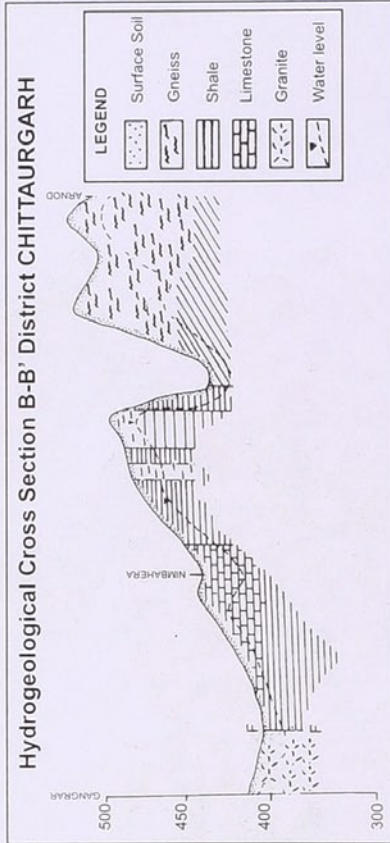 Hydrogeological Cross Section B-B' District CHITTAURGARH
GANGRAR
NIMBAHERA
ARNOD
500
450
400
300
F
F
LEGEND
Surface Soil
Gneiss
Shale
Limestone
Granite
Water level